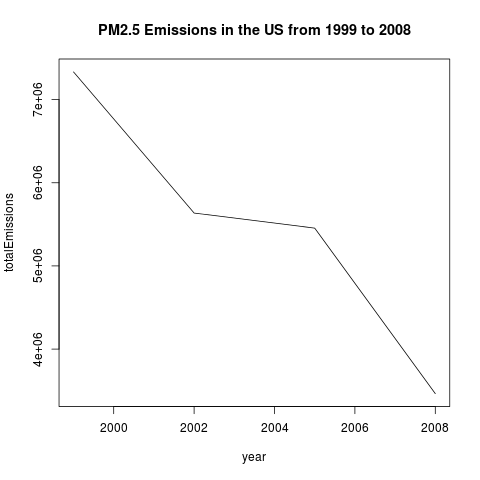 PM2.5 Emissions in the US from 1999 to 2008
totalEmissions
7e+06
6e+06
5e+06
4e+06
2000 2002 2004 2006 2008
year